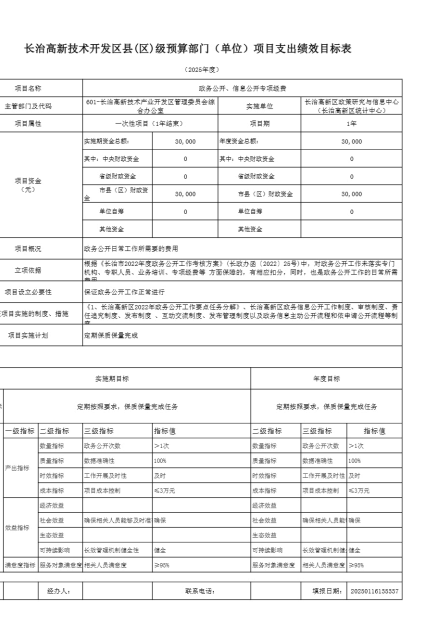 长治高新技术开发区县(区)级预算部门（单位）项目支出绩效目标表
（2025年度）
项目名称 政务公开、信息公开专项经费
主管部门及代码 601-长治高新技术产业开发区管理委员会综合办公室 实施单位 长治高新区政策研究与信息中心（长治高新区统计中心）
项目属性 一次性项目（1年结束） 项目期 1年
项目资金（元） 实施期资金总额： 30,000 年度资金总额： 30,000
其中：中央财政资金 0 其中：中央财政资金 0
省级财政资金 0 省级财政资金 0
市县（区）财政资金 30,000 市县（区）财政资金 30,000
单位自筹 0 单位自筹 0
其他资金 其他资金
项目概况 政务公开日常工作所需要的费用
立项依据 根据《长治市2022年度政务公开工作考核方案》(长政办函〔2022〕25号)中，对政务公开工作未落实专门机构、专职人员、业务培训、专项经费等 方面保障的，有相应扣分，同时，也是政务公开工作的日常所需
项目设立必要性 保证政务公开工作正常进行
项目实施的制度、措施 《1、长治高新区2022年政务公开工作要点任务分解》、长治高新区政务信息公开工作制度、审核制度、责任追究制度、发布制度 、互动交流制度、发布管理制度以及政务信息主动公开流程和依申请公开流程等制
项目实施计划 定期保质保量完成
实施期目标 年度目标
定期按照要求，保质保量完成任务 定期按照要求，保质保量完成任务
一级指标 二级指标 三级指标 指标值 二级指标 三级指标 指标值
产出指标 数量指标 政务公开次数 >1次 数量指标 政务公开次数 >1次
质量指标 数据准确性 100% 质量指标 数据准确性 100%
时效指标 工作开展及时性 及时 时效指标 工作开展及时性 及时
成本指标 项目成本控制 ≤3万元 成本指标 项目成本控制 ≤3万元
效益指标 经济效益 经济效益
社会效益 确保相关人员能够及时准 确保 社会效益 确保相关人员能 确保
生态效益 生态效益
可持续影响 长效管理机制健全性 健全 可持续影响 长效管理机制健 健全
满意度指标 服务对象满意度 相关人员满意度 ≥98% 服务对象满意度 相关人员满意度 ≥98%
经办人： 联系电话： 填报日期：